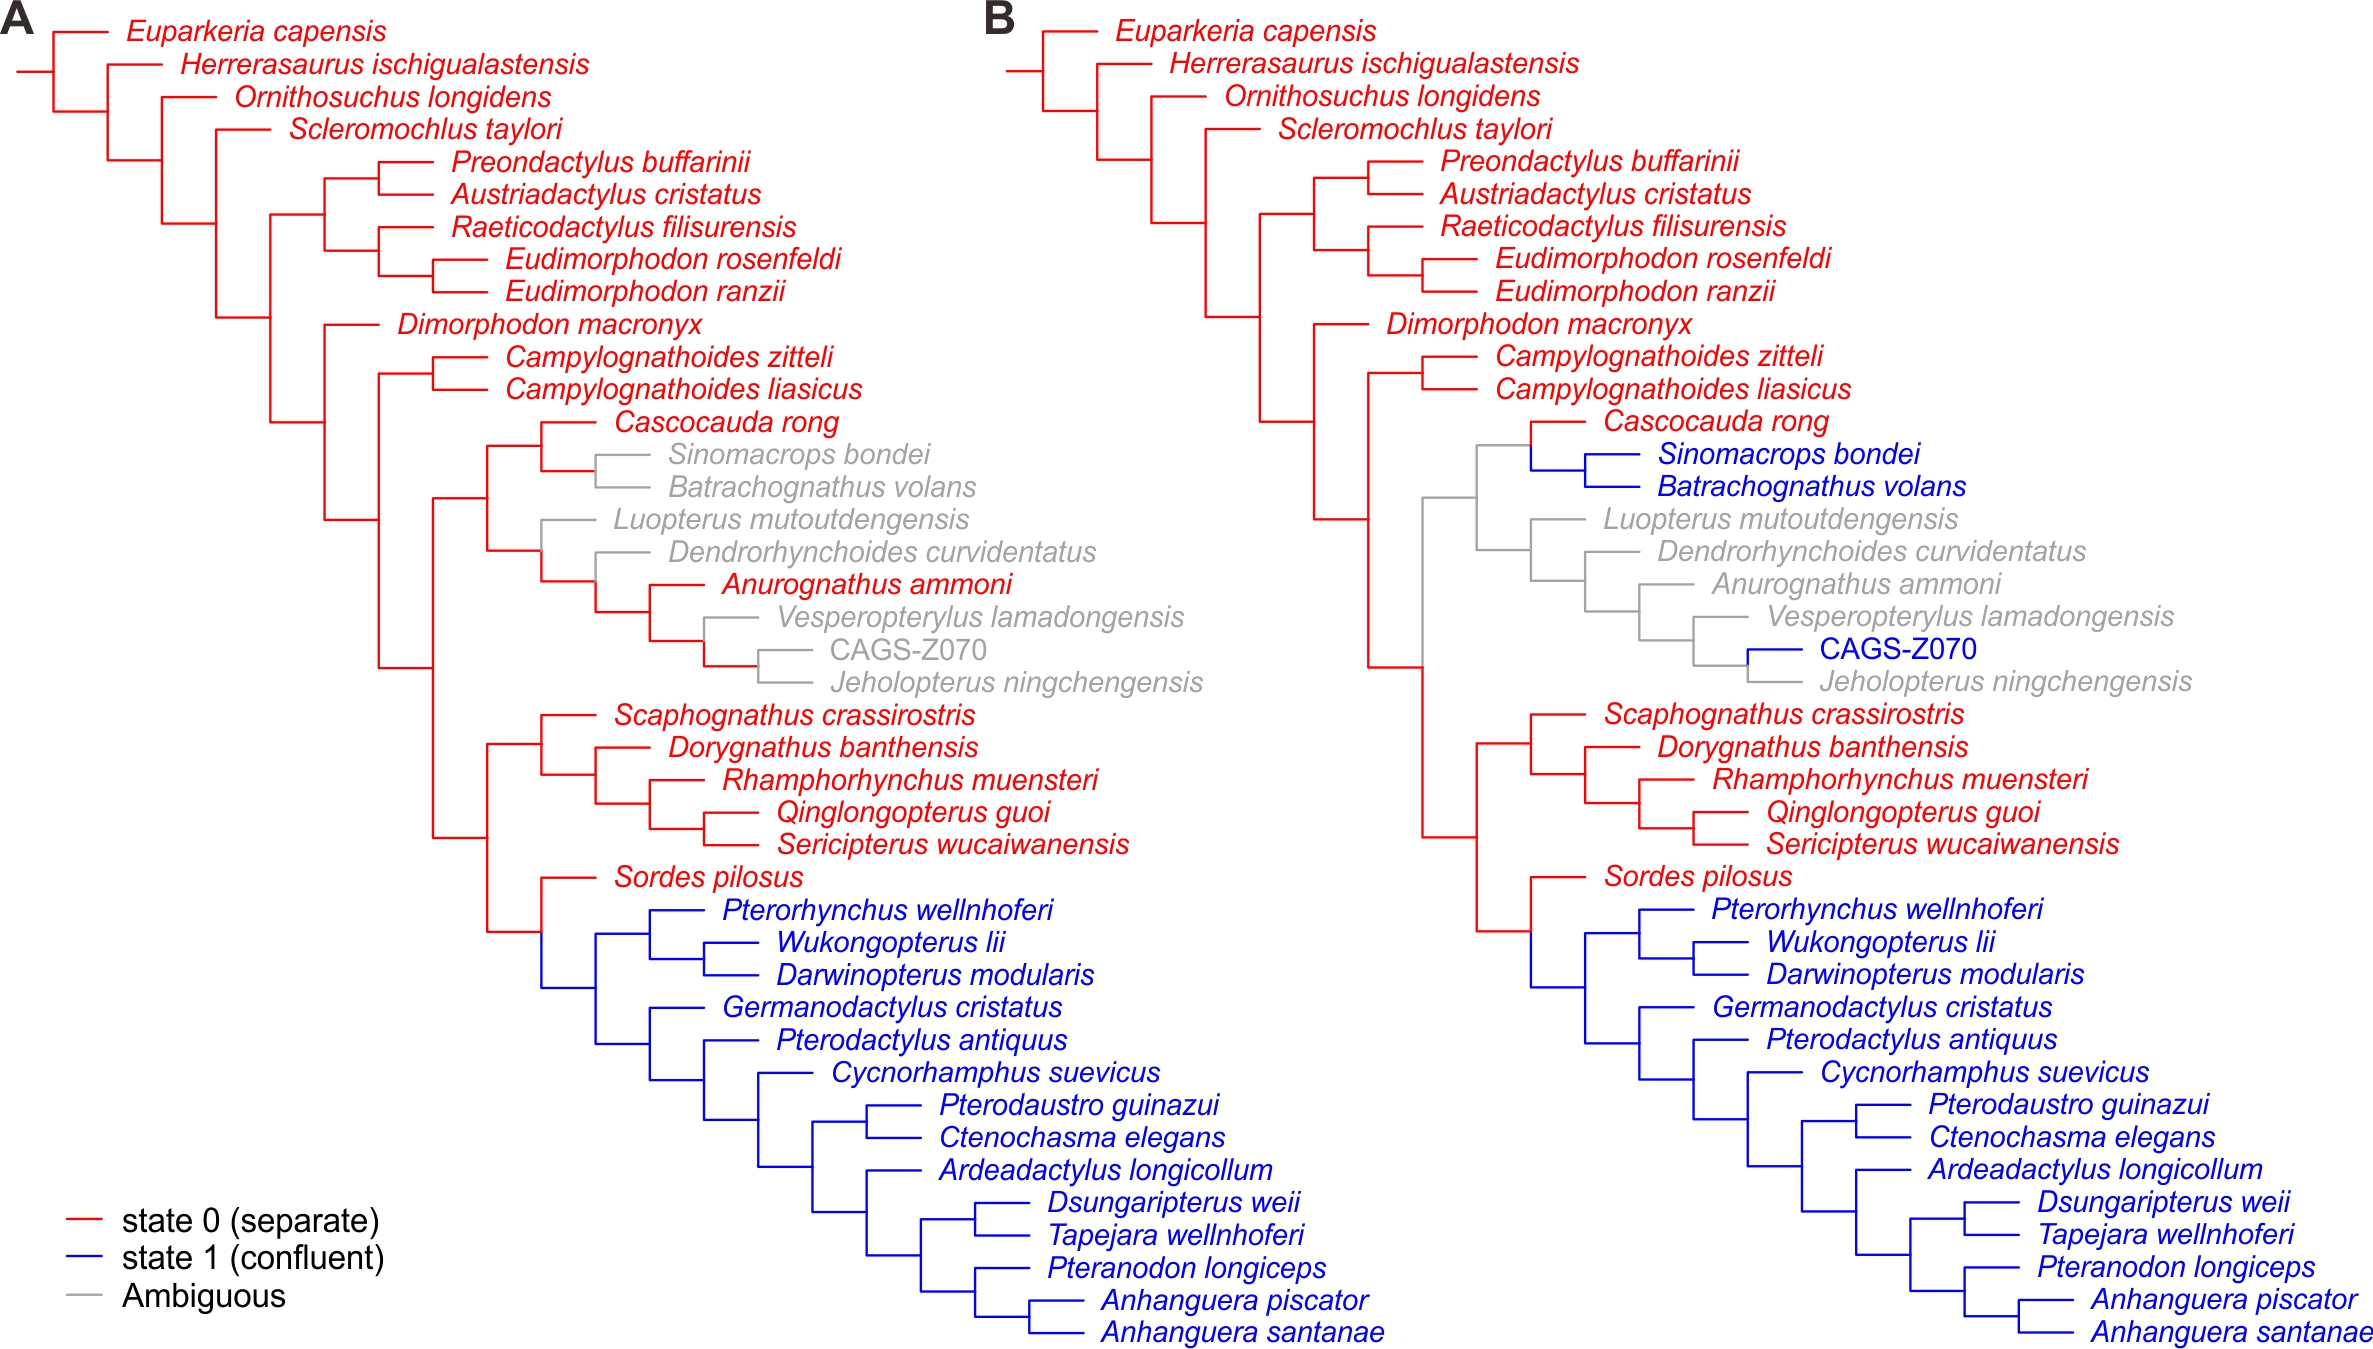 A
Euparkeria capensis
Herrerasaurus ischigualastensis
Ornithosuchus longidens
Scleromochlus taylori
Preondactylus buffarinii
Austriadactylus cristatus
Raeticodactylus filisurensis
Eudimorphodon rosenfeldi
Eudimorphodon ranzii
Dimorphodon macronyx
Campylognathoides zitteli
Campylognathoides liasicus
Cascocauda rong
Sinomacrops bondei
Batrachognathus volans
Luopterus mutoutdengensis
Dendrorhynchoides curvidentatus
Anurognathus ammoni
Vesperopterylus lamadongensis
CAGS-Z070
Jeholopterus ningchengensis
Scaphognathus crassirostris
Dorygnathus banthensis
Rhamphorhynchus muensteri
Qinglongopterus guoi
Sericipterus wucaiwanensis
Sordes pilosus
Pterorhynchus wellnhoferi
Wukongopterus lii
Darwinopterus modularis
Germanodactylus cristatus
Pterodactylus antiquus
Cycnorhamphus suevicus
Pterodaustro guinazui
Ctenochasma elegans
Ardeadactylus longicollum
Dsungaripterus weii
Tapejara wellnhoferi
Pteranodon longiceps
Anhanguera piscator
Anhanguera santanae
state 0 (separate)
state 1 (confluent)
Ambiguous
B
Euparkeria capensis
Herrerasaurus ischigualastensis
Ornithosuchus longidens
Scleromochlus taylori
Preondactylus buffarinii
Austriadactylus cristatus
Raeticodactylus filisurensis
Eudimorphodon rosenfeldi
Eudimorphodon ranzii
Dimorphodon macronyx
Campylognathoides zitteli
Campylognathoides liasicus
Cascocauda rong
Sinomacrops bondei
Batrachognathus volans
Luopterus mutoutdengensis
Dendrorhynchoides curvidentatus
Anurognathus ammoni
Vesperopterylus lamadongensis
CAGS-Z070
Jeholopterus ningchengensis
Scaphognathus crassirostris
Dorygnathus banthensis
Rhamphorhynchus muensteri
Qinglongopterus guoi
Sericipterus wucaiwanensis
Sordes pilosus
Pterorhynchus wellnhoferi
Wukongopterus lii
Darwinopterus modularis
Germanodactylus cristatus
Pterodactylus antiquus
Cycnorhamphus suevicus
Pterodaustro guinazui
Ctenochasma elegans
Ardeadactylus longicollum
Dsungaripterus weii
Tapejara wellnhoferi
Pteranodon longiceps
Anhanguera piscator
Anhanguera santanae